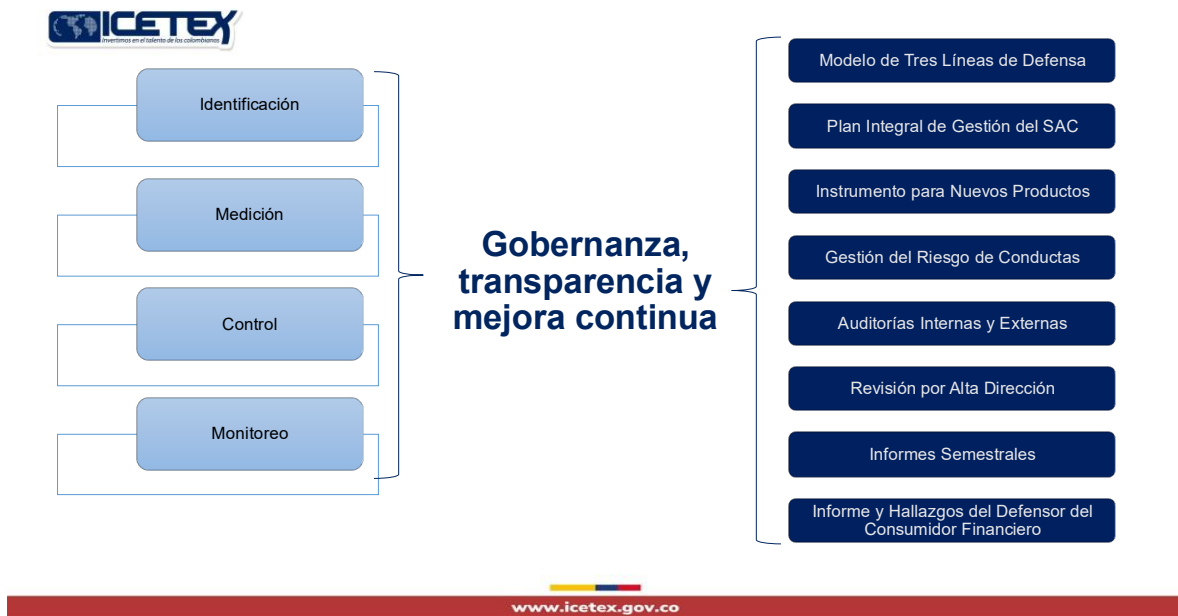 ICETEX
Invertimos en el talento de los colombianos
Identificación
Medición
Control
Monitoreo
Gobernanza,
transparencia y
mejora continua
Modelo de Tres Líneas de Defensa
Plan Integral de Gestión del SAC
Instrumento para Nuevos Productos
Gestión del Riesgo de Conductas
Auditorías Internas y Externas
Revisión por Alta Dirección
Informes Semestrales
Informe y Hallazgos del Defensor del
Consumidor Financiero
www.icetex.gov.co